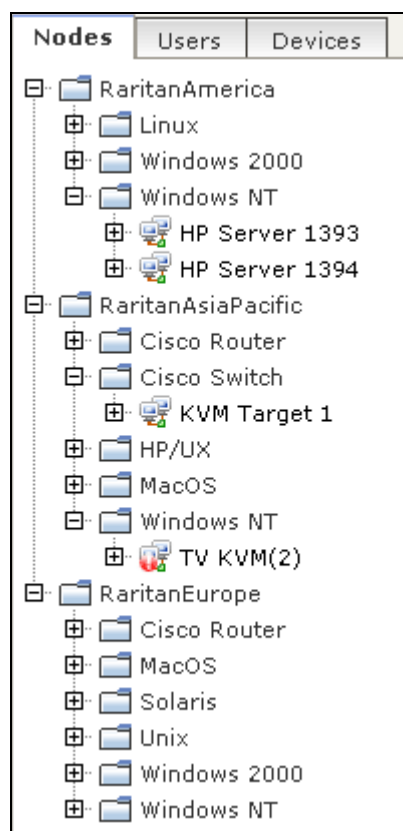 Nodes Users Devices
RaritanAmerica
Linux
Windows 2000
Windows NT
HP Server 1393
HP Server 1394
RaritanAsiaPacific
Cisco Router
Cisco Switch
KVM Target 1
HP/UX
MacOS
Windows NT
TV KVM(2)
RaritanEurope
Cisco Router
MacOS
Solaris
Unix
Windows 2000
Windows NT